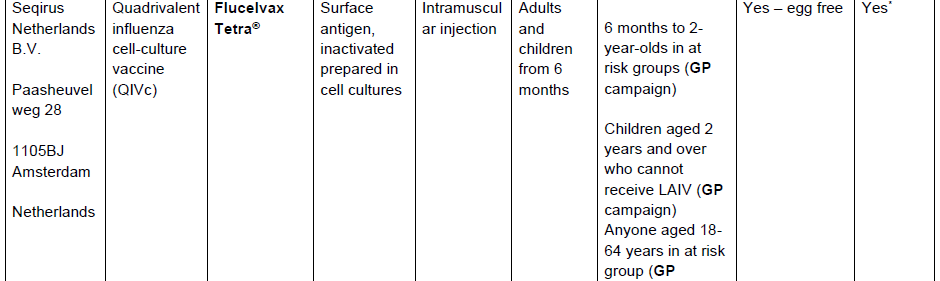 Seqirus
Netherlands
B.V.
Paasheuvel
weg 28
1105BJ
Amsterdam
Netherlands
Quadrivalent
influenza
cell-culture
vaccine
(QIVc)
Flucelvax
Tetra®
Surface
antigen,
inactivated
prepared in
cell cultures
Intramuscul
ar injection
Adults
and
children
from 6
months
6 months to 2-
year-olds in at
risk groups (GP
campaign)
Children aged 2
years and over
who cannot
receive LAIV (GP
campaign)
Anyone aged 18-
64 years in at risk
group (GP
Yes – egg free
Yes*